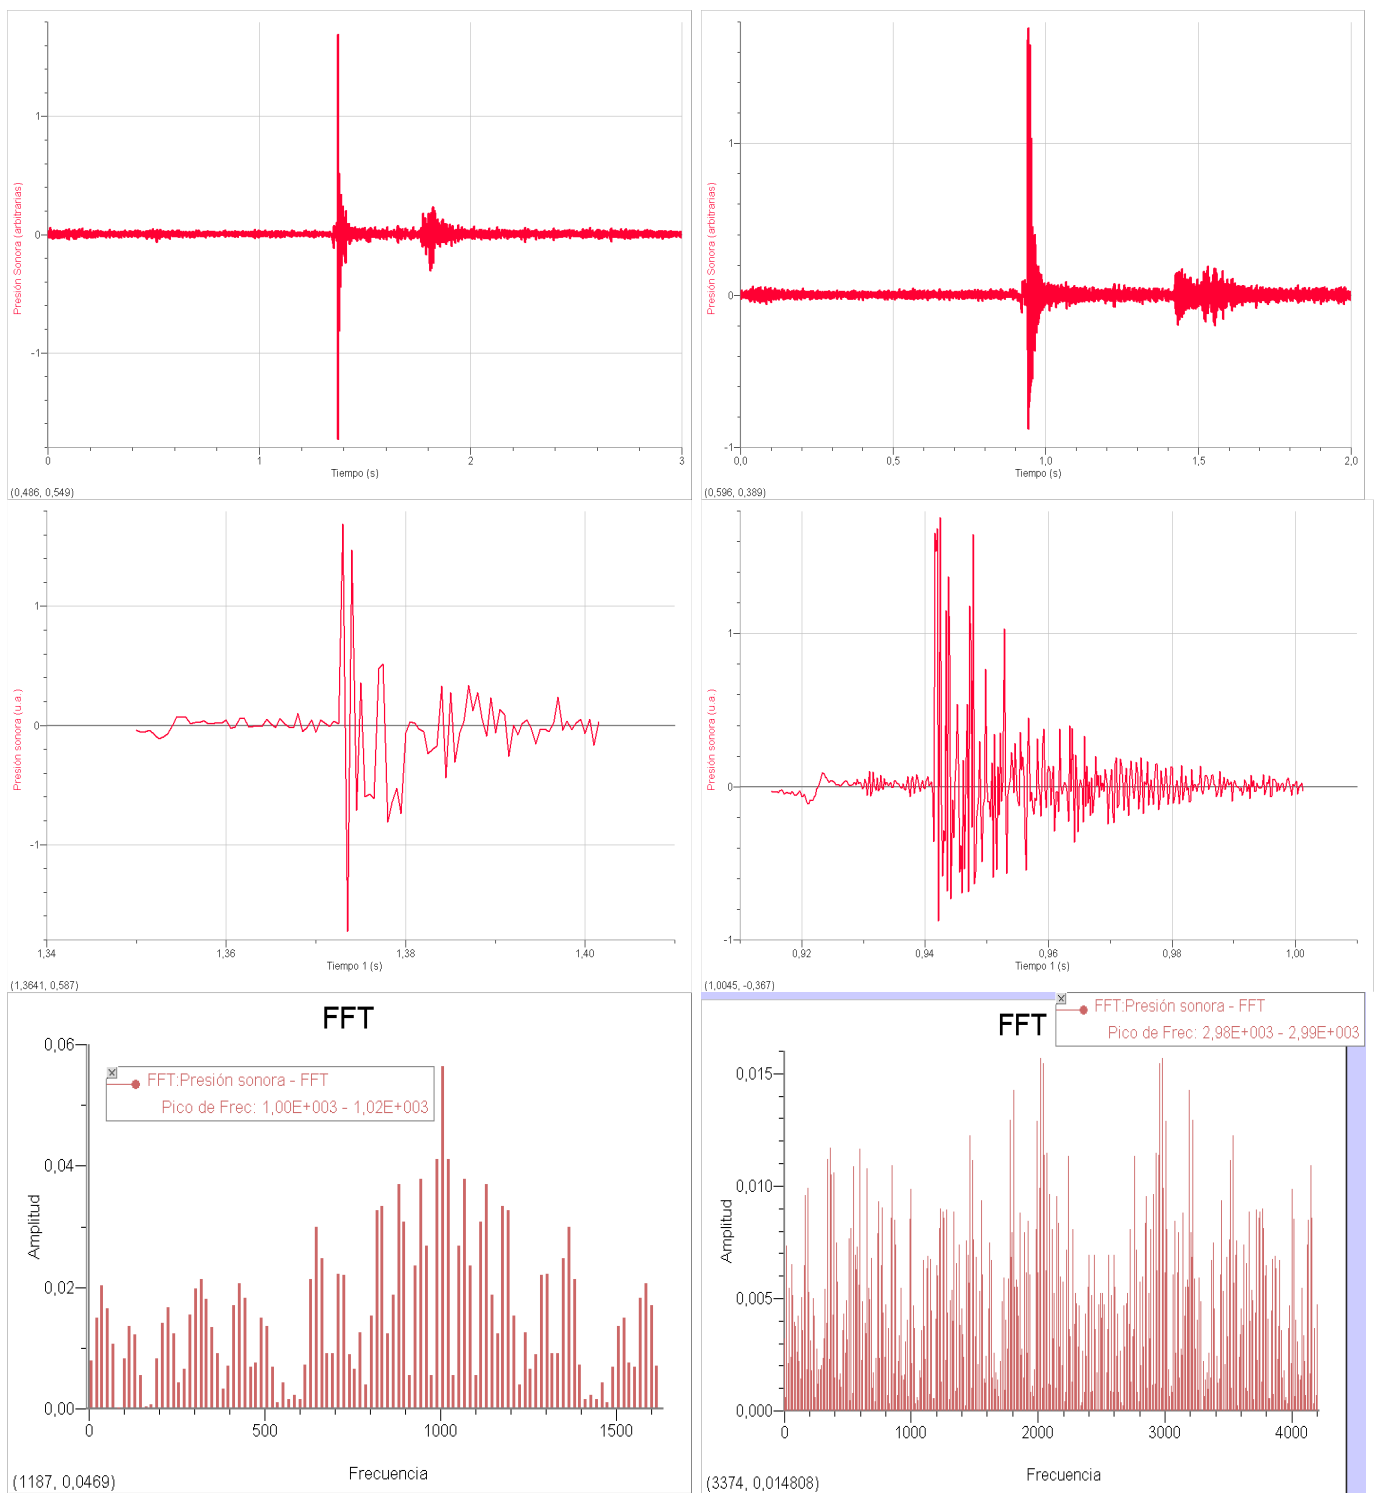 1
0
-1
Presión Sonora (arbitrarias)
0
1
2
3
Tiempo (s)
(0,486, 0,549)
1
0
-1
Presión Sonora (arbitrarias)
0,0
0,5
1,0
1,5
2,0
Tiempo (s)
(0,596, 0,389)
1
0
-1
Presión sonora (u.a.)
1,34
1,36
1,38
1,40
Tiempo 1 (s)
(1,3641, 0,587)
1
0
-1
Presión sonora (u.a.)
0,92
0,94
0,96
0,98
1,00
Tiempo 1 (s)
(1,0045, -0,367)
FFT
FFT:Presión sonora - FFT
Pico de Frec: 1,00E+003 - 1,02E+003
0,06
0,04
0,02
0,00
Amplitud
0
500
1000
1500
Frecuencia
(1187, 0,0469)
FFT
FFT:Presión sonora - FFT
Pico de Frec: 2,98E+003 - 2,99E+003
0,015
0,010
0,005
0,000
Amplitud
0
1000
2000
3000
4000
Frecuencia
(3374, 0,014808)